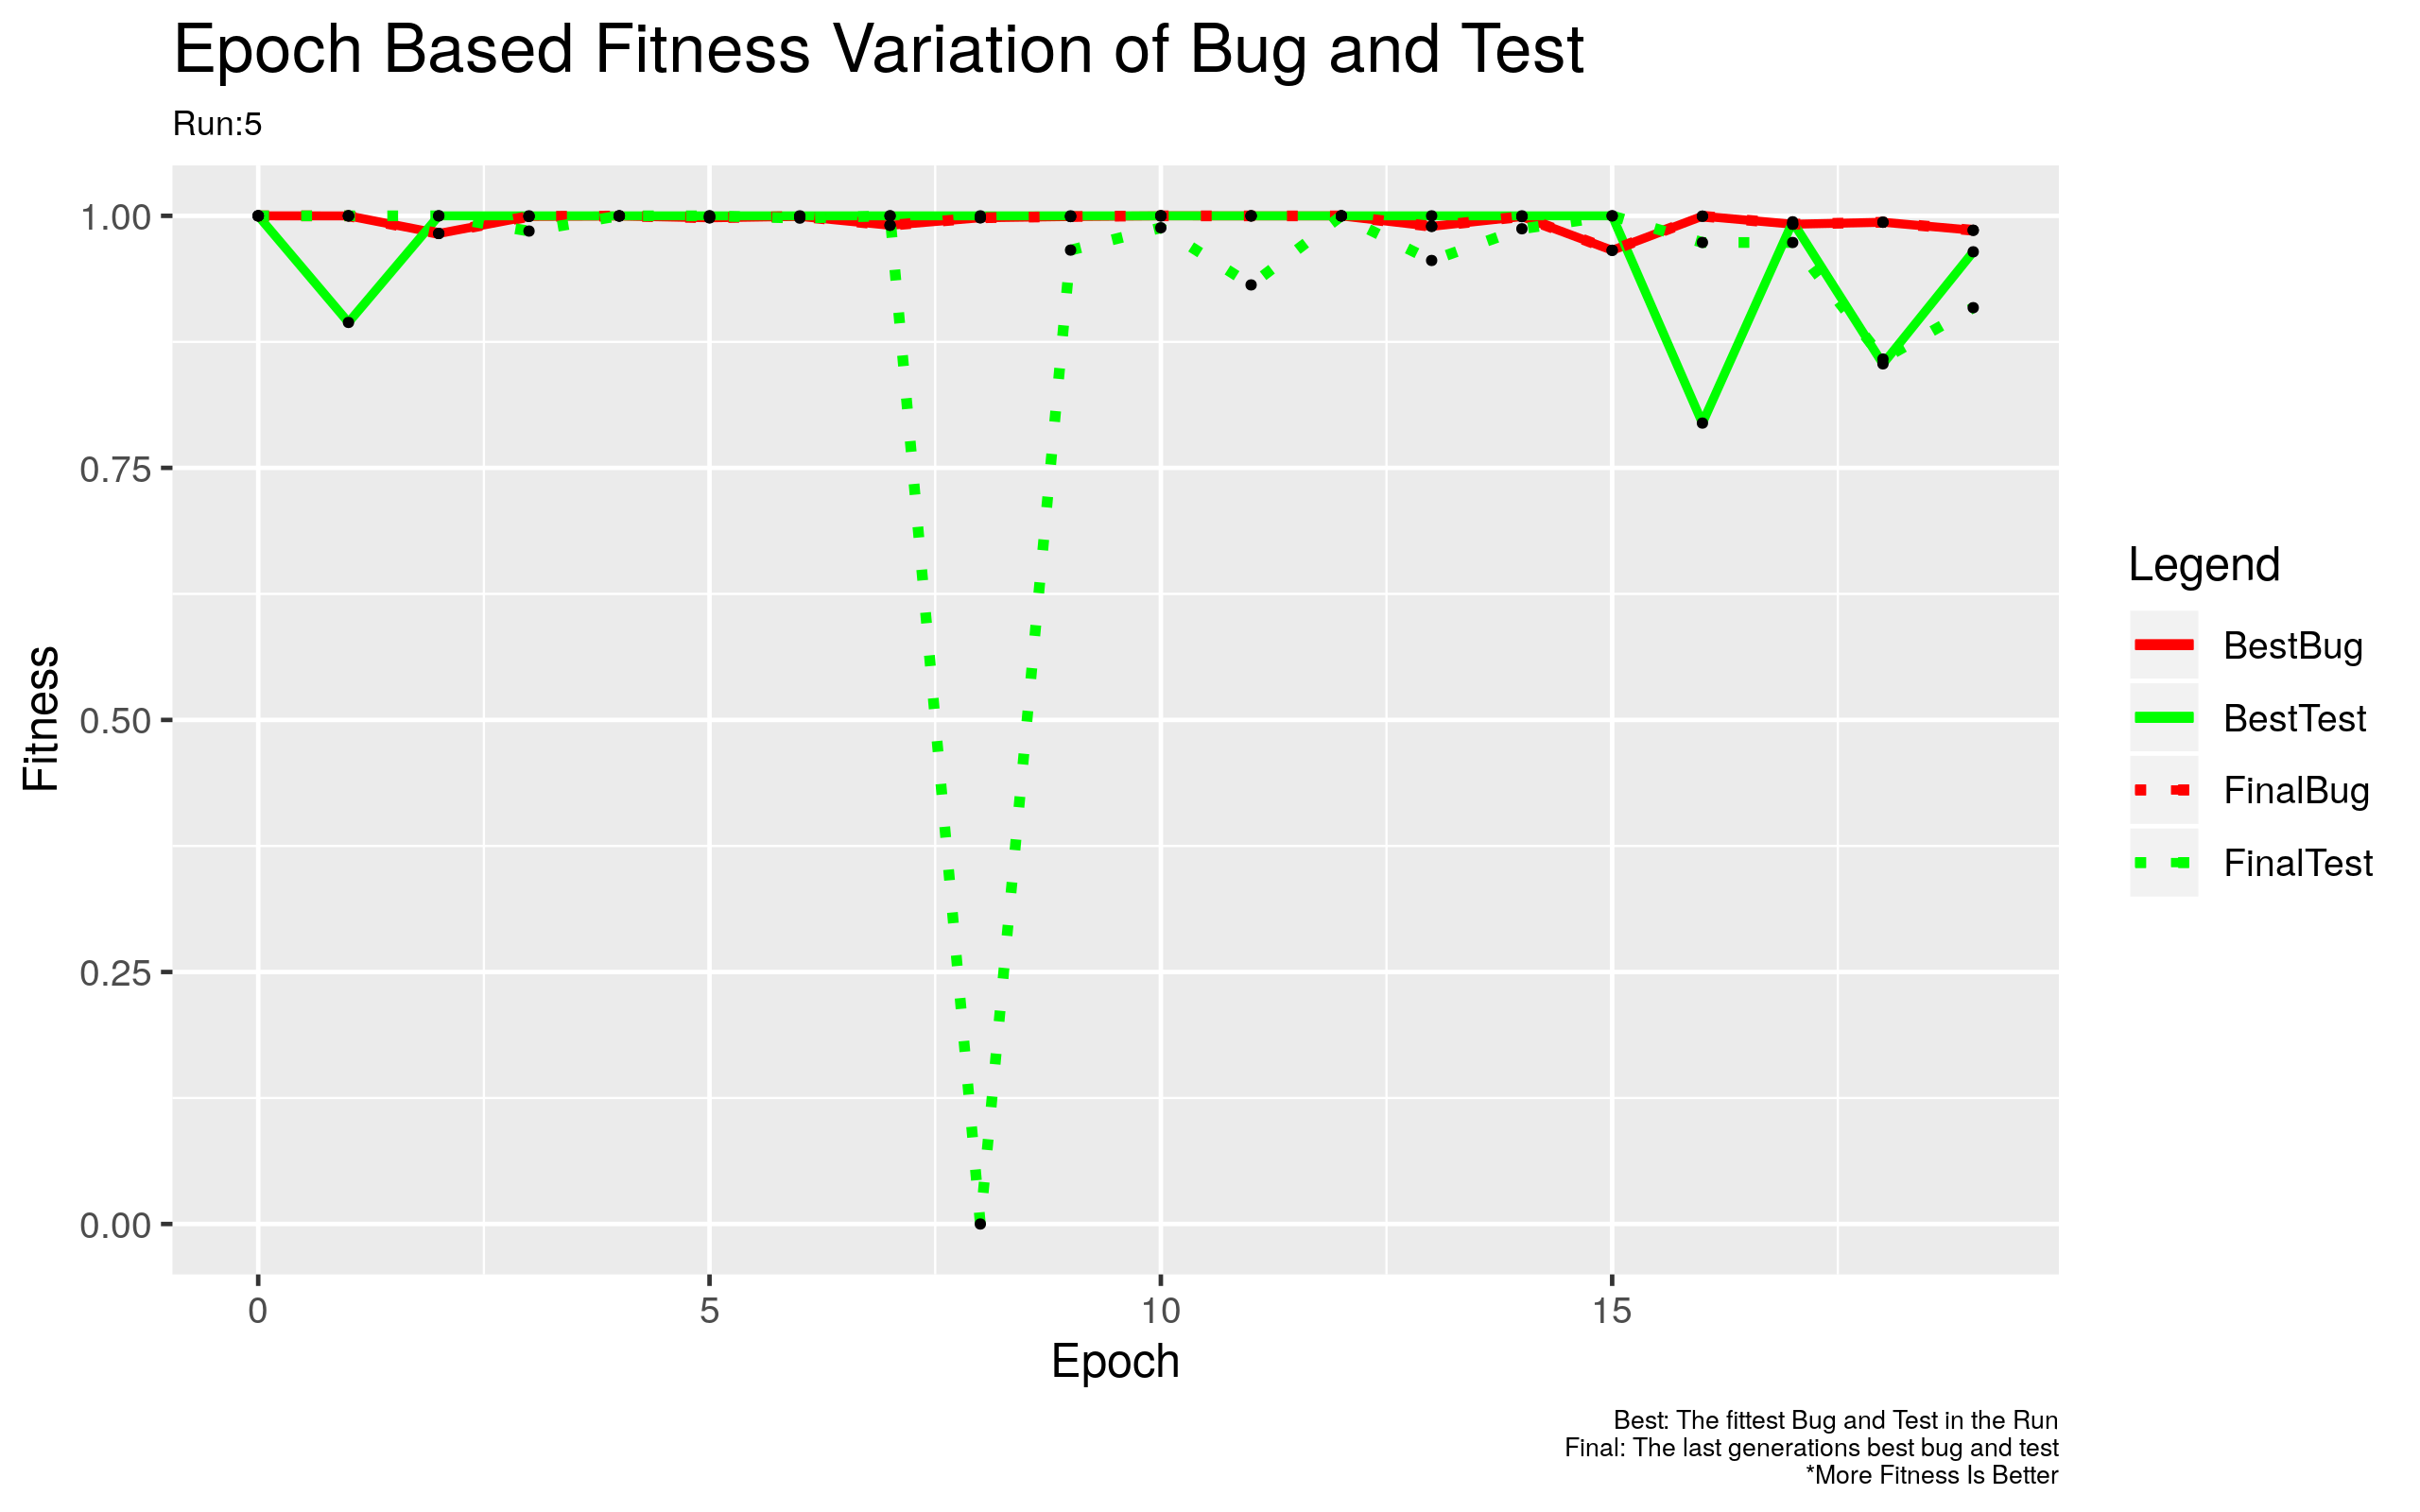 Epoch Based Fitness Variation of Bug and Test
Run:5
1.00
0.75
0.50
0.25
0.00
Fitness
0
5
10
15
Epoch
Legend
BestBug
BestTest
FinalBug
FinalTest
Best: The fittest Bug and Test in the Run
Final: The last generations best bug and test
*More Fitness Is Better